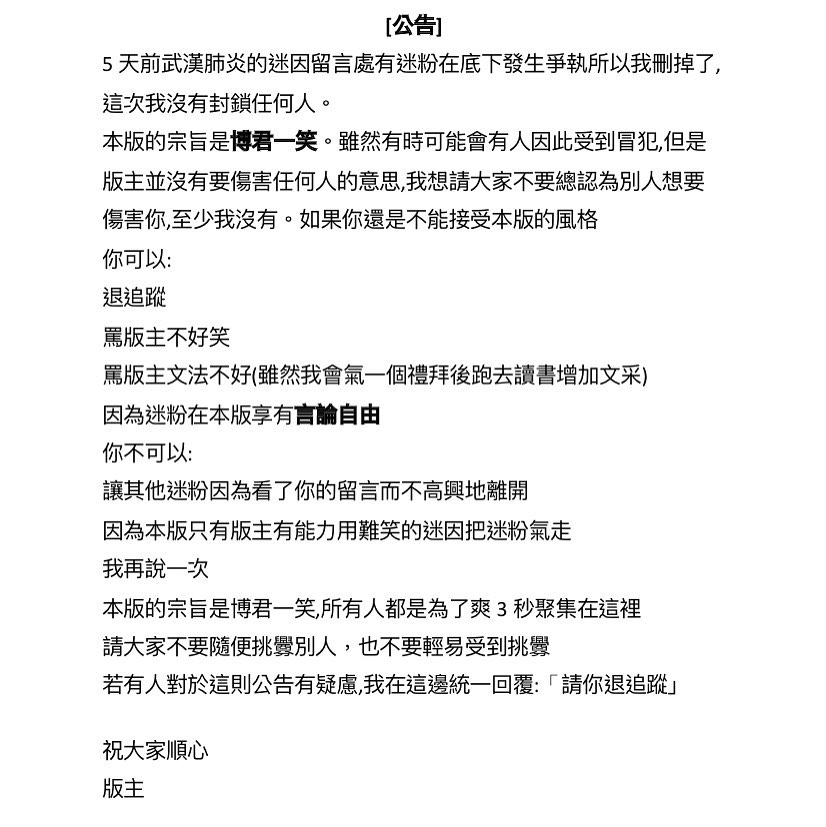 [公告]
5 天前武漢肺炎的迷因留言處有迷粉在底下發生爭執所以我刪掉了,
這次我沒有封鎖任何人。
本版的宗旨是博君一笑。雖然有時可能會有人因此受到冒犯,但是
版主並沒有要傷害任何人的意思,我想請大家不要總認為別人想要
傷害你,至少我沒有。如果你還是不能接受本版的風格
你可以:
退追蹤
罵版主不好笑
罵版主文法不好(雖然我會氣一個禮拜後跑去讀書增加文采)
因為迷粉在本版享有言論自由
你不可以:
讓其他迷粉因為看了你的留言而不高興地離開
因為本版只有版主有能力用難笑的迷因把迷粉氣走
我再說一次
本版的宗旨是博君一笑,所有人都是為了爽 3 秒聚集在這裡
請大家不要隨便挑釁別人，也不要輕易受到挑釁
若有人對於這則公告有疑慮,我在這邊統一回覆:「請你退追蹤」
祝大家順心
版主